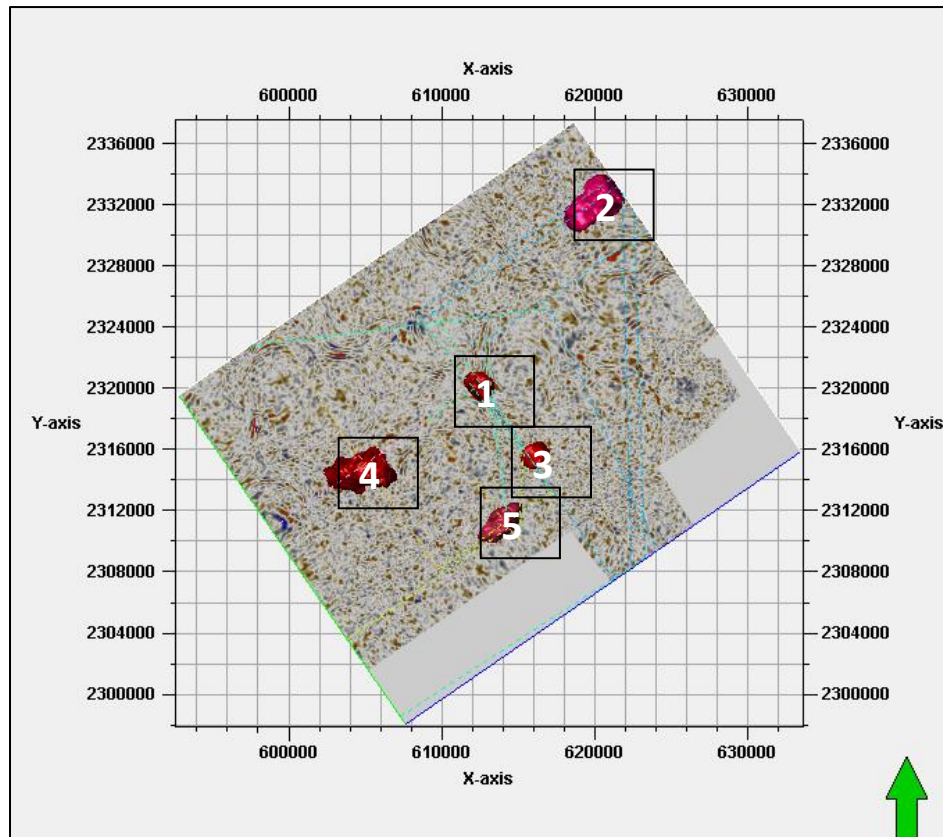 X-axis
600000 610000 620000 630000
2336000 2336000
2332000 2 2332000
2328000 2328000
2324000 2324000
2320000 1 2320000
Y-axis Y-axis
2316000 3 2316000
4
2312000 5 2312000
2308000 2308000
2304000 2304000
2300000 2300000
600000 610000 620000 630000
X-axis